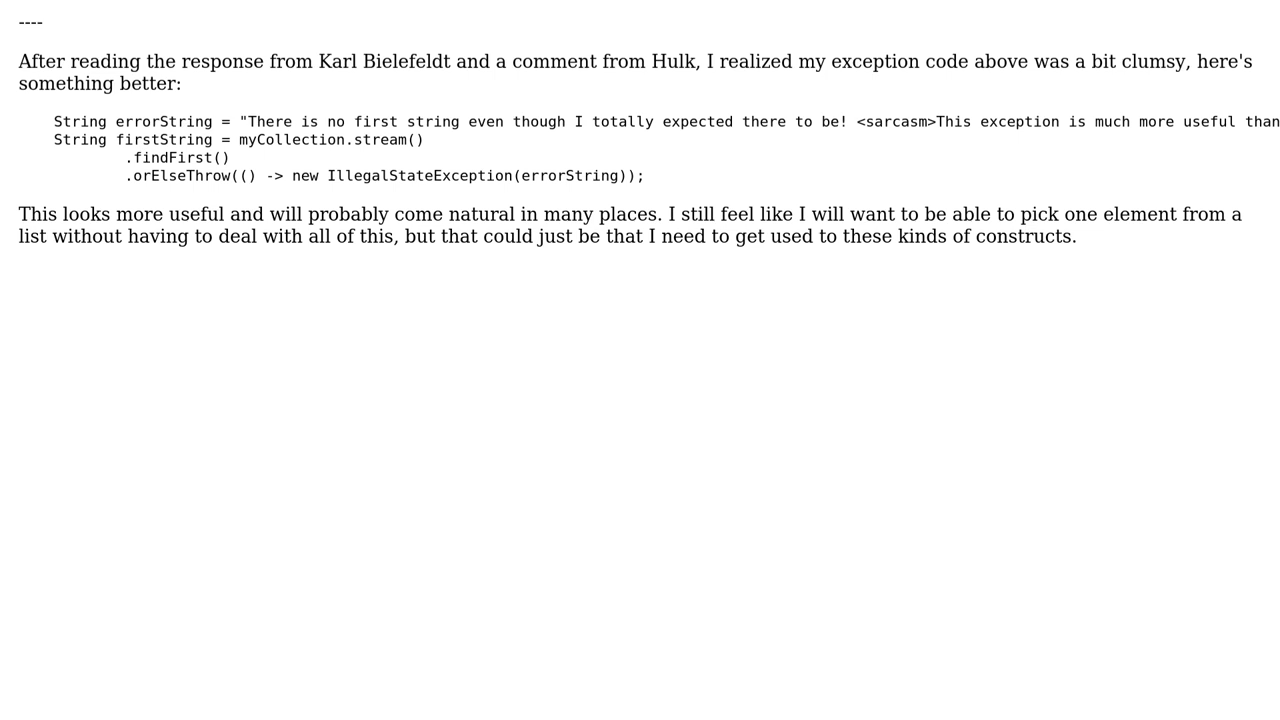 ----
After reading the response from Karl Bielefeldt and a comment from Hulk, I realized my exception code above was a bit clumsy, here's
something better:
String errorString = "There is no first string even though I totally expected there to be! <sarcasm>This exception is much more useful than
String firstString = myCollection.stream()
.findFirst()
.orElseThrow(() -> new IllegalStateException(errorString));
This looks more useful and will probably come natural in many places. I still feel like I will want to be able to pick one element from a
list without having to deal with all of this, but that could just be that I need to get used to these kinds of constructs.